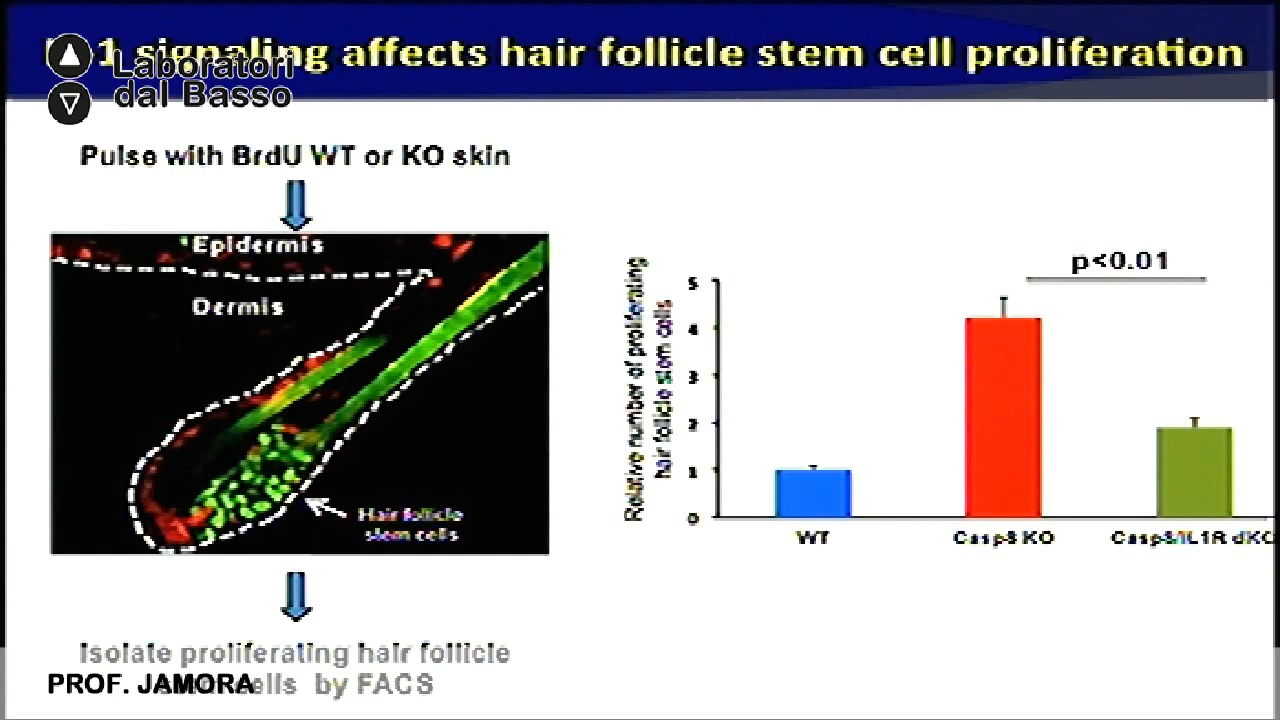 signaling affects hair follicle stem cell proliferation
Laboratori
dal Basso
Pulse with BrdU WT or KO skin
Epidermis
Dermis
Hair follicle
stem cells
Isolate proliferating hair follicle
cells by FACS
PROF. JAMORA
p<0.01
Relative number of proliferating
hair follicle stem cells
5
4
3
2
1
0
WT
Casp8 KO
Casp8/IL1R dKO